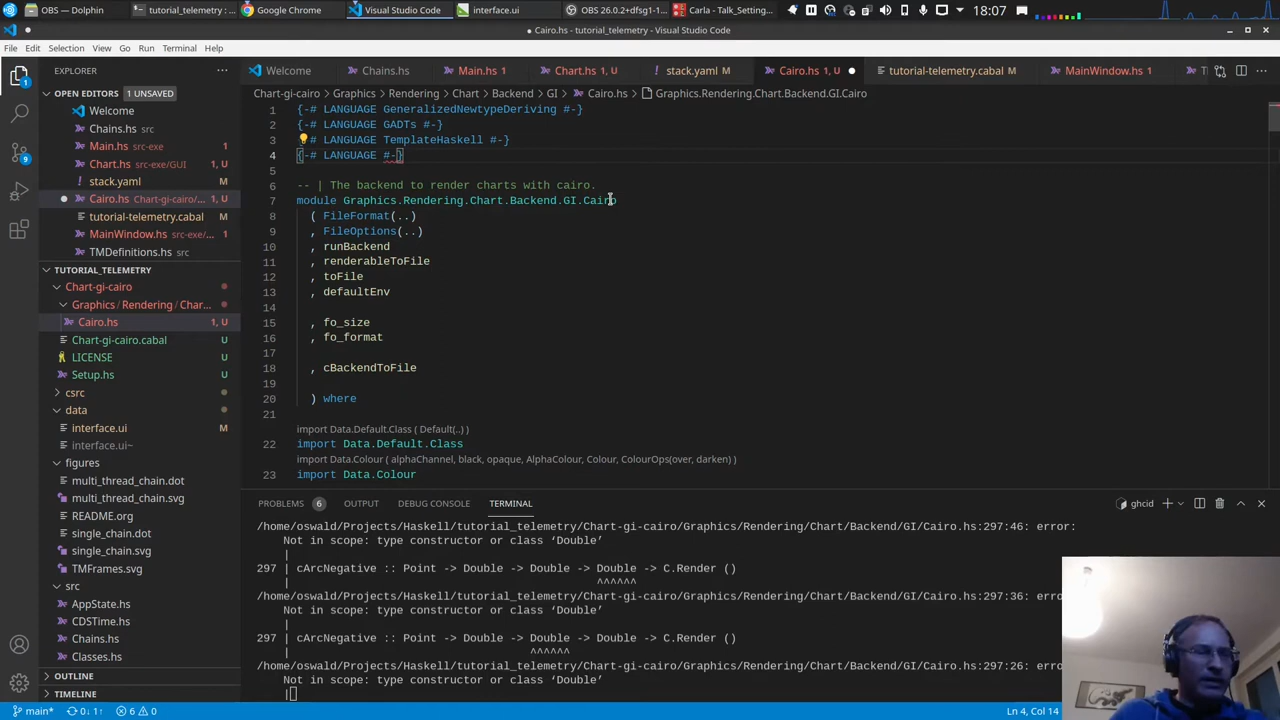 OBS — Dolphin
tutorial_telemetry :
Google Chrome
Visual Studio Code
interface.ui
OBS 26.0.2+dfsg1-1
Carla - Talk_Setting...
18:07
● Cairo.hs - tutorial_telemetry - Visual Studio Code
File Edit Selection View Go Run Terminal Help
EXPLORER ...
OPEN EDITORS 1 UNSAVED
Welcome
Chains.hs src
Main.hs src-exe 1
Chart.hs src-exe/GUI 1, U
stack.yaml
Cairo.hs Chart-gi-cairo/... 1, U
tutorial-telemetry.cabal
MainWindow.hs src-exe/... 1
TMDefinitions.hs src
TUTORIAL_TELEMETRY
Chart-gi-cairo
Graphics / Rendering / Char...
Cairo.hs 1, U
Chart-gi-cairo.cabal U
LICENSE U
Setup.hs U
csrc
data
interface.ui M
interface.ui~
figures
multi_thread_chain.dot
multi_thread_chain.svg
README.org
single_chain.dot
single_chain.svg
TMFrames.svg
src
AppState.hs
CDSTime.hs
Chains.hs
Classes.hs
OUTLINE
TIMELINE
Welcome
Chains.hs
Main.hs 1
Chart.hs 1, U
stack.yaml M
Cairo.hs 1, U ●
tutorial-telemetry.cabal M
MainWindow.hs 1
Chart-gi-cairo > Graphics > Rendering > Chart > Backend > GI > Cairo.hs > Graphics.Rendering.Chart.Backend.GI.Cairo
1 {-# LANGUAGE GeneralizedNewtypeDeriving #-}
2 {-# LANGUAGE GADTs #-}
3 # LANGUAGE TemplateHaskell #-}
4 {-# LANGUAGE #-}
5
6 -- | The backend to render charts with cairo.
7 module Graphics.Rendering.Chart.Backend.GI.Cairo
8 ( FileFormat(..)
9 , FileOptions(..)
10 , runBackend
11 , renderableToFile
12 , toFile
13 , defaultEnv
14
15 , fo_size
16 , fo_format
17
18 , cBackendToFile
19
20 ) where
21
import Data.Default.Class ( Default(..) )
22 import Data.Default.Class
import Data.Colour ( alphaChannel, black, opaque, AlphaColour, Colour, ColourOps(over, darken) )
23 import Data.Colour
PROBLEMS 6 OUTPUT DEBUG CONSOLE TERMINAL ghcid
/home/oswald/Projects/Haskell/tutorial_telemetry/Chart-gi-cairo/Graphics/Rendering/Chart/Backend/GI/Cairo.hs:297:46: error:
Not in scope: type constructor or class ‘Double’
|
297 | cArcNegative :: Point -> Double -> Double -> Double -> C.Render ()
| ^^^^^^
/home/oswald/Projects/Haskell/tutorial_telemetry/Chart-gi-cairo/Graphics/Rendering/Chart/Backend/GI/Cairo.hs:297:36: erro
Not in scope: type constructor or class ‘Double’
|
297 | cArcNegative :: Point -> Double -> Double -> Double -> C.Render ()
| ^^^^^^
/home/oswald/Projects/Haskell/tutorial_telemetry/Chart-gi-cairo/Graphics/Rendering/Chart/Backend/GI/Cairo.hs:297:26: erro
Not in scope: type constructor or class ‘Double’
|
main* 0↓ 1↑ 6 0 Ln 4, Col 14